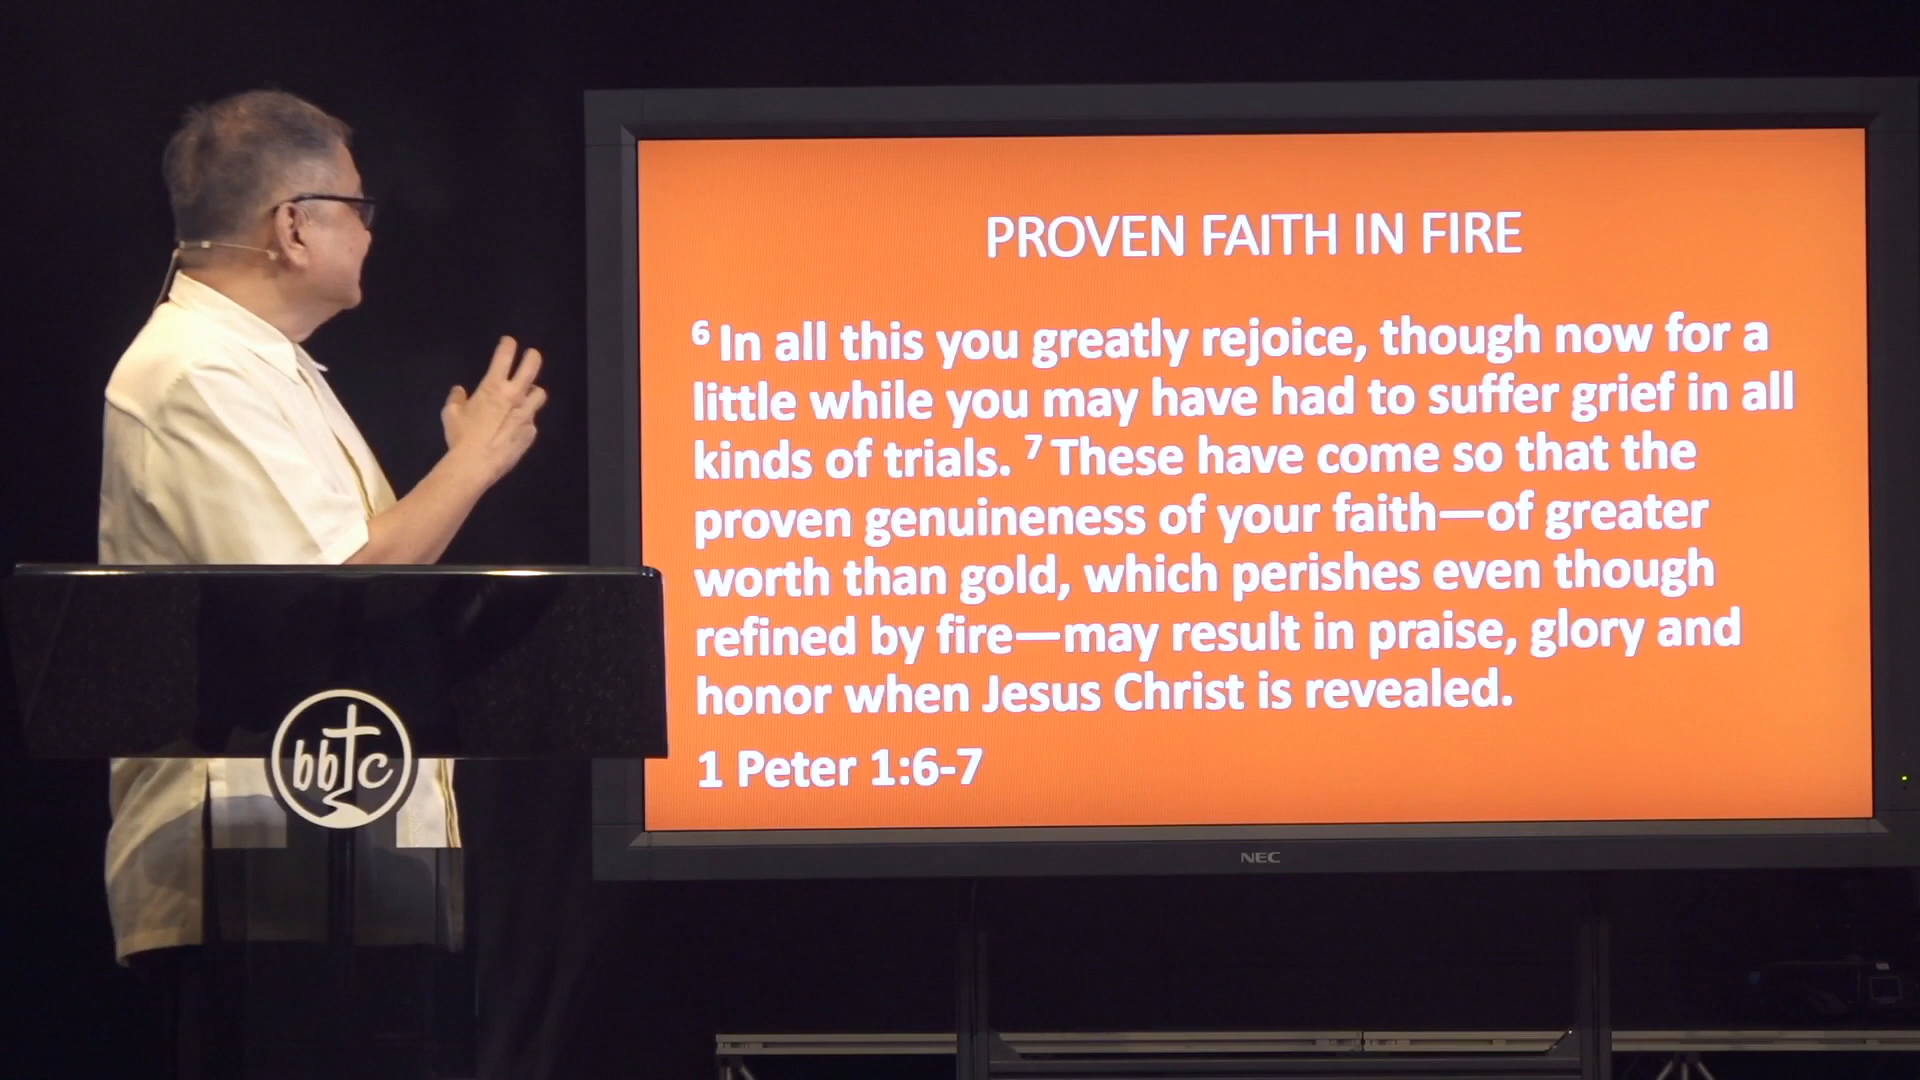 PROVEN FAITH IN FIRE
6 In all this you greatly rejoice, though now for a
little while you may have had to suffer grief in all
kinds of trials. 7 These have come so that the
proven genuineness of your faith—of greater
worth than gold, which perishes even though
refined by fire—may result in praise, glory and
honor when Jesus Christ is revealed.
1 Peter 1:6-7
bbtc
NEC